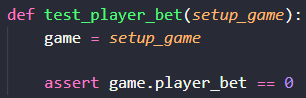 def test_player_bet(setup_game):
    game = setup_game
    assert game.player_bet == 0